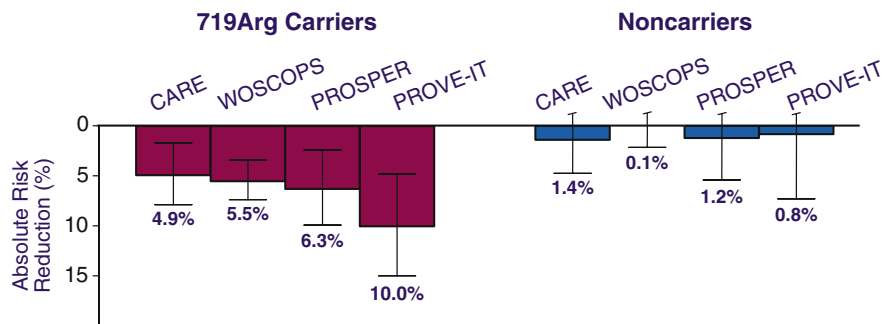 719Arg Carriers
Noncarriers
CARE
WOSCOPS
PROSPER
PROVE-IT
CARE
WOSCOPS
PROSPER
PROVE-IT
Absolute Risk
Reduction (%)
0
5
10
15
4.9%
5.5%
6.3%
10.0%
1.4%
0.1%
1.2%
0.8%